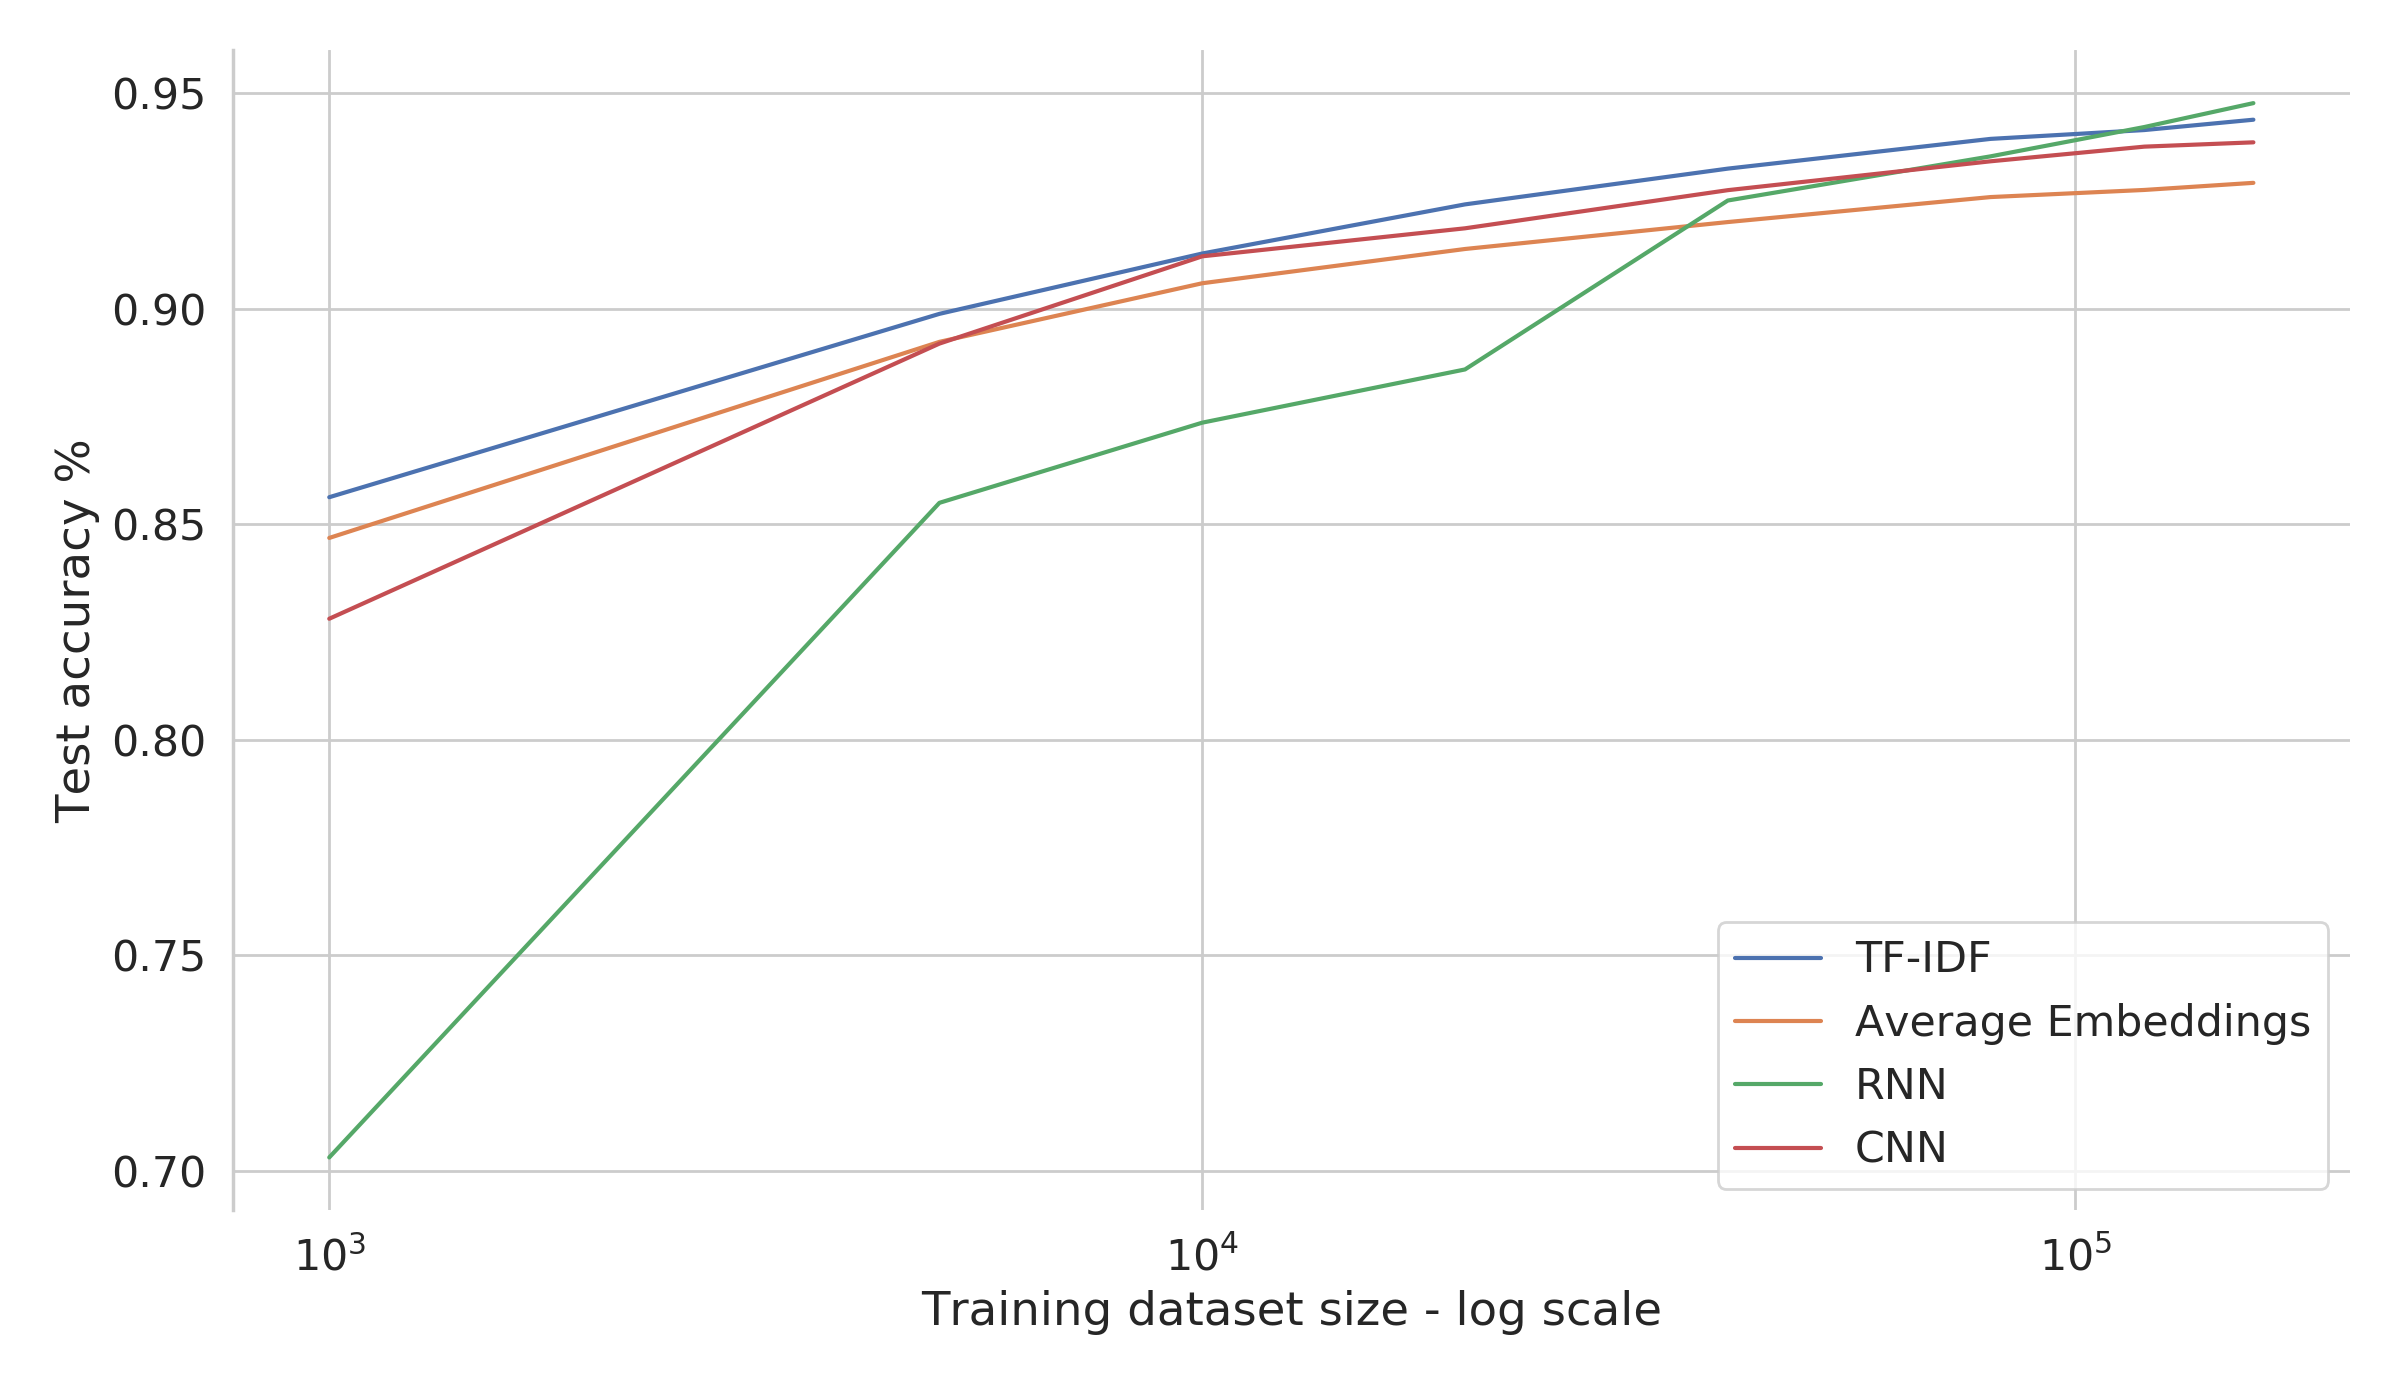 Test accuracy %
0.95
0.90
0.85
0.80
0.75
0.70
TF-IDF
Average Embeddings
RNN
CNN
10³
10⁴
10⁵
Training dataset size - log scale